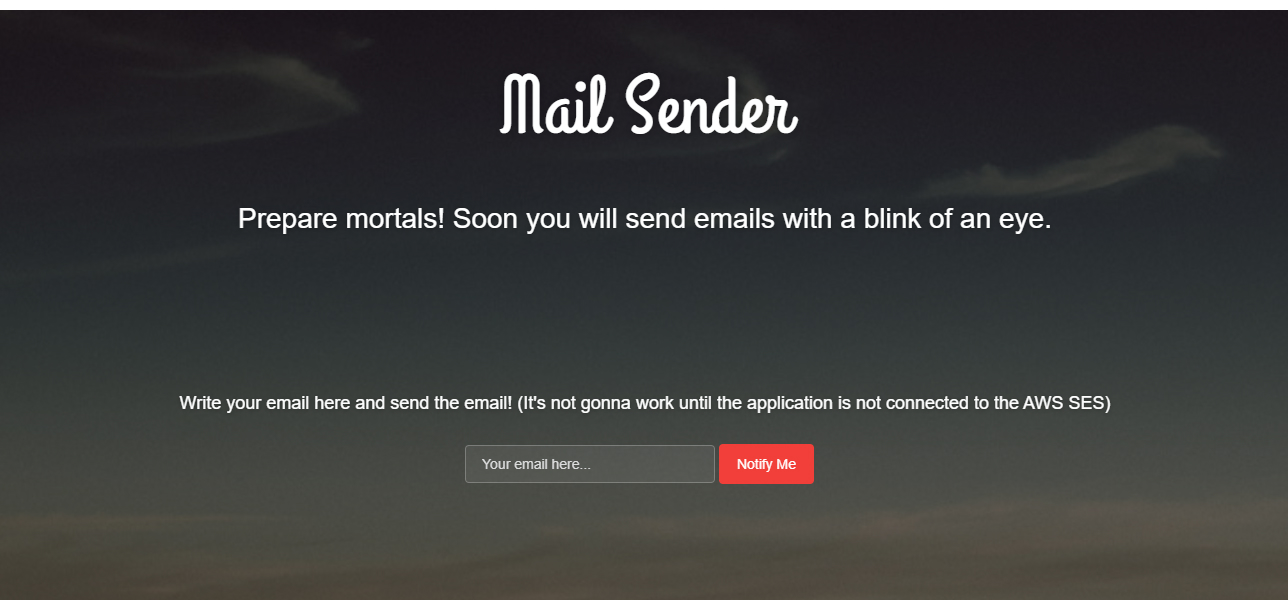 Mail Sender
Prepare mortals! Soon you will send emails with a blink of an eye.
Write your email here and send the email! (It's not gonna work until the application is not connected to the AWS SES)
Your email here...
Notify Me